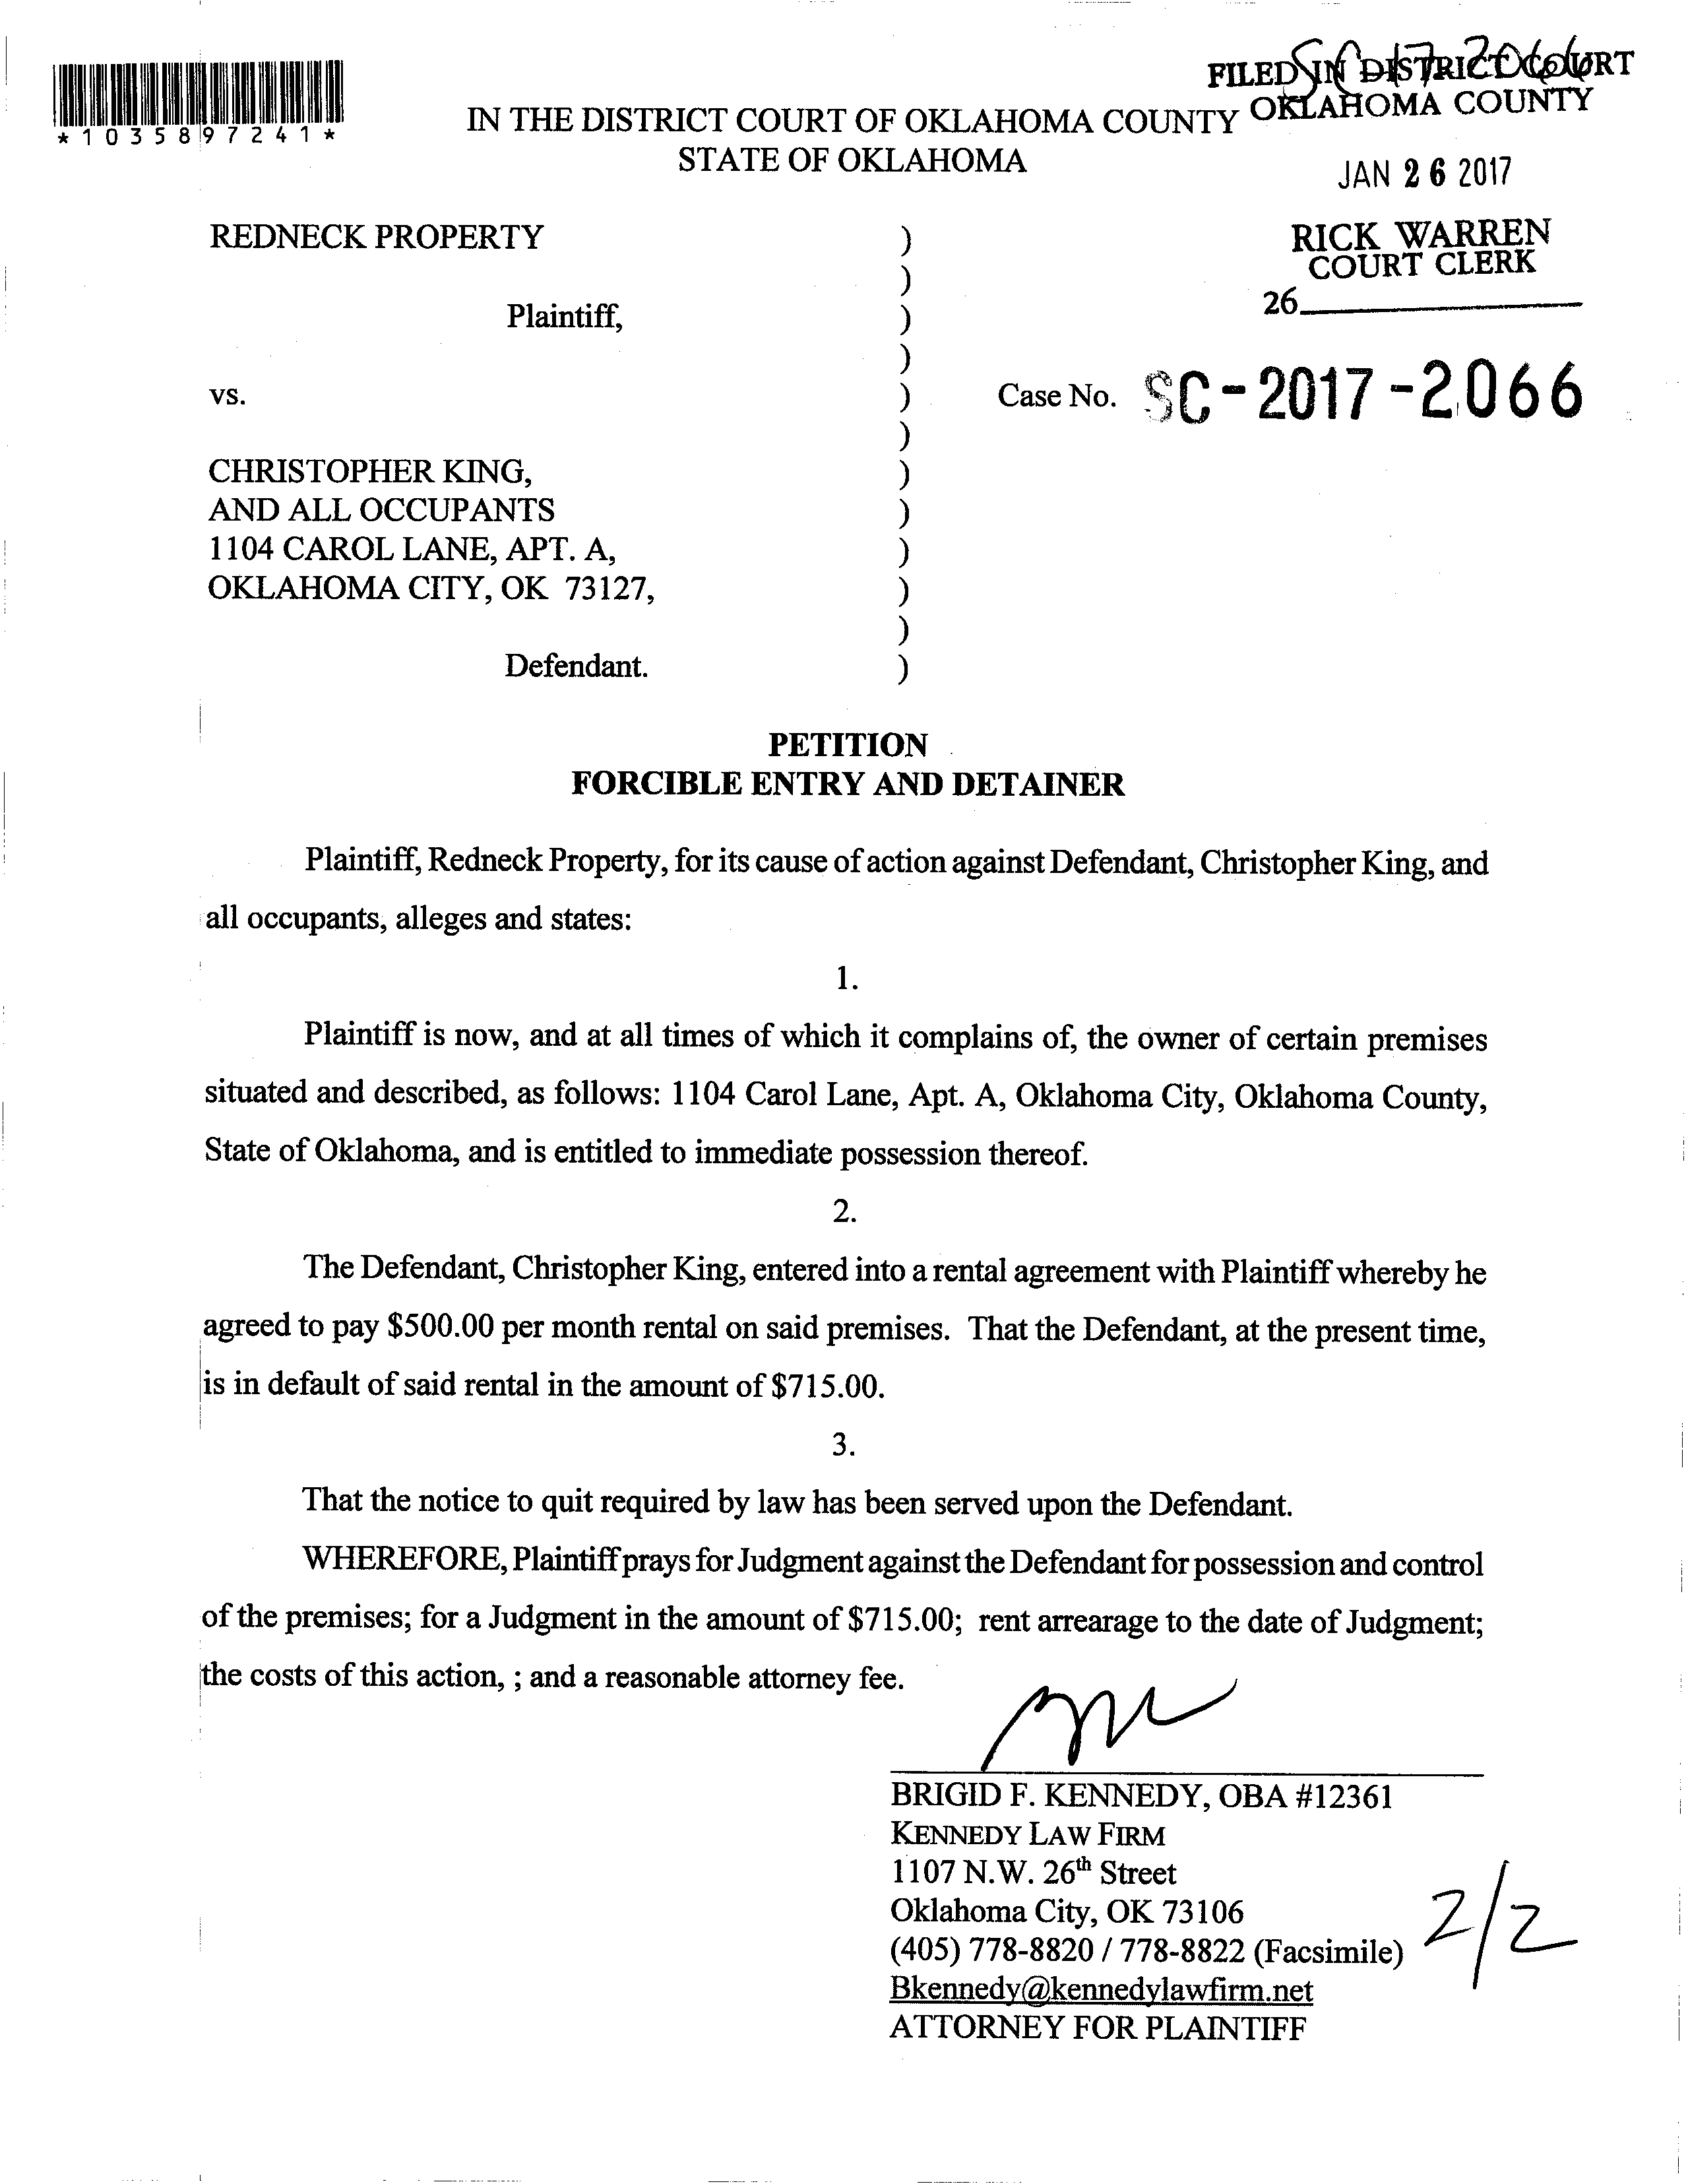 SC 17 2066
FILED IN DISTRICT COURT
OKLAHOMA COUNTY
*1035897241*
IN THE DISTRICT COURT OF OKLAHOMA COUNTY
STATE OF OKLAHOMA
JAN 26 2017
RICK WARREN
COURT CLERK
26
REDNECK PROPERTY )
)
Plaintiff, )
)
vs. ) Case No. SC-2017-2066
)
CHRISTOPHER KING, )
AND ALL OCCUPANTS )
1104 CAROL LANE, APT. A, )
OKLAHOMA CITY, OK 73127, )
)
Defendant. )
PETITION
FORCIBLE ENTRY AND DETAINER
Plaintiff, Redneck Property, for its cause of action against Defendant, Christopher King, and
all occupants, alleges and states:
1.
Plaintiff is now, and at all times of which it complains of, the owner of certain premises
situated and described, as follows: 1104 Carol Lane, Apt. A, Oklahoma City, Oklahoma County,
State of Oklahoma, and is entitled to immediate possession thereof.
2.
The Defendant, Christopher King, entered into a rental agreement with Plaintiff whereby he
agreed to pay $500.00 per month rental on said premises. That the Defendant, at the present time,
is in default of said rental in the amount of $715.00.
3.
That the notice to quit required by law has been served upon the Defendant.
WHEREFORE, Plaintiff prays for Judgment against the Defendant for possession and control
of the premises; for a Judgment in the amount of $715.00; rent arrearage to the date of Judgment;
the costs of this action, ; and a reasonable attorney fee.
BRIGID F. KENNEDY, OBA #12361
KENNEDY LAW FIRM
1107 N.W. 26th Street
Oklahoma City, OK 73106
(405) 778-8820 / 778-8822 (Facsimile)
Bkennedy@kennedylawfirm.net
ATTORNEY FOR PLAINTIFF
2/2